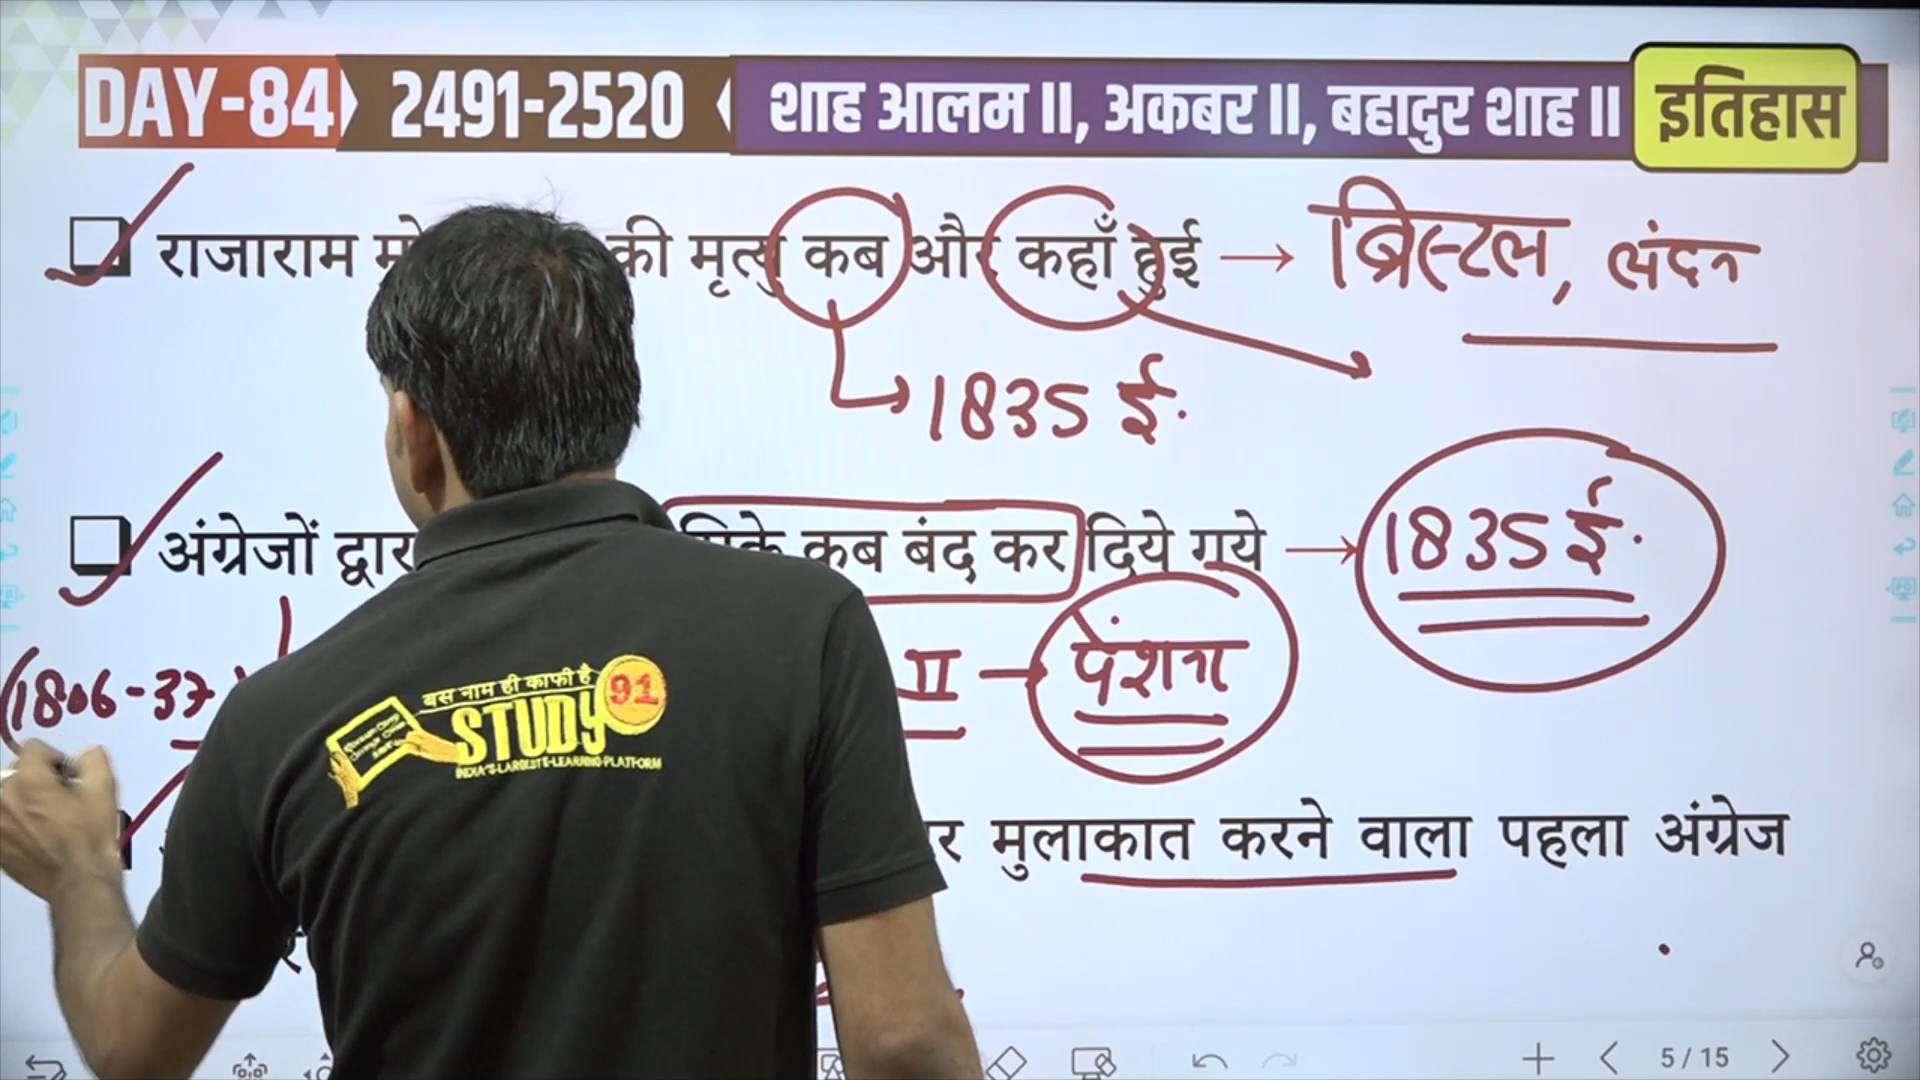 DAY-84 2491-2520 शाह आलम II, अकबर II, बहादुर शाह II इतिहास
राजाराम की मृत्यु कब और कहाँ हुई → ब्रिस्टल, लंदन
1835 ई.
अंग्रेजों कब बंद कर दिये गये → 1835 ई.
(1806-37) II पेंशन
मुलाकात करने वाला पहला अंग्रेज
बस नाम ही काफी है
STUDY 91
INDIA'S LARGEST E-LEARNING PLATFORM
5 / 15